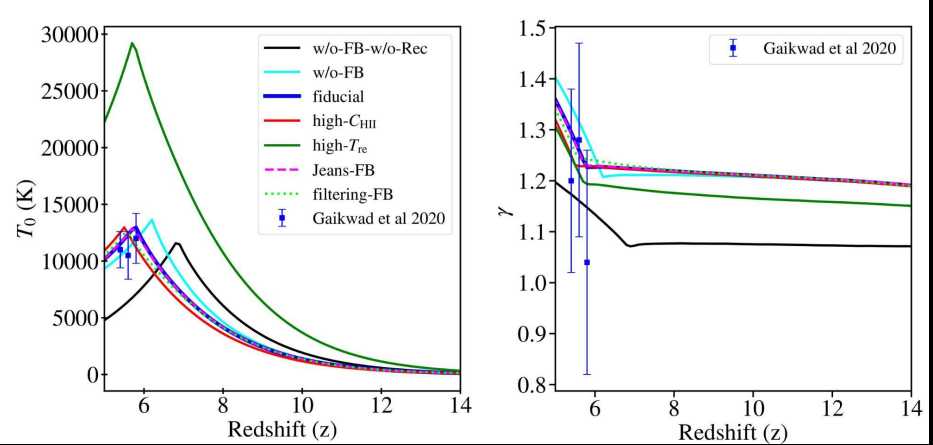 30000
25000
20000
15000
10000
5000
0
T₀ (K)
6 8 10 12 14
Redshift (z)
w/o-FB-w/o-Rec
w/o-FB
fiducial
high-C_HII
high-T_re
Jeans-FB
filtering-FB
Gaikwad et al 2020
1.5
1.4
1.3
1.2
1.1
1.0
0.9
0.8
γ
6 8 10 12 14
Redshift (z)
Gaikwad et al 2020